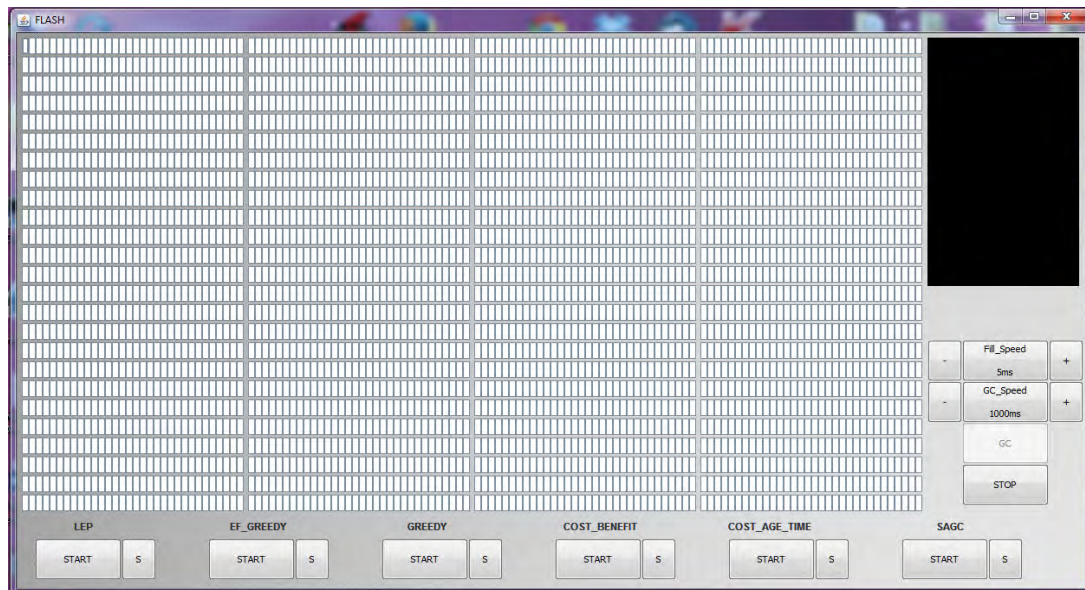 FLASH
- Fill_Speed +
5ms
- GC_Speed +
1000ms
GC
STOP
LEP EF_GREEDY GREEDY COST_BENEFIT COST_AGE_TIME SAGC
START S START S START S START S START S START S